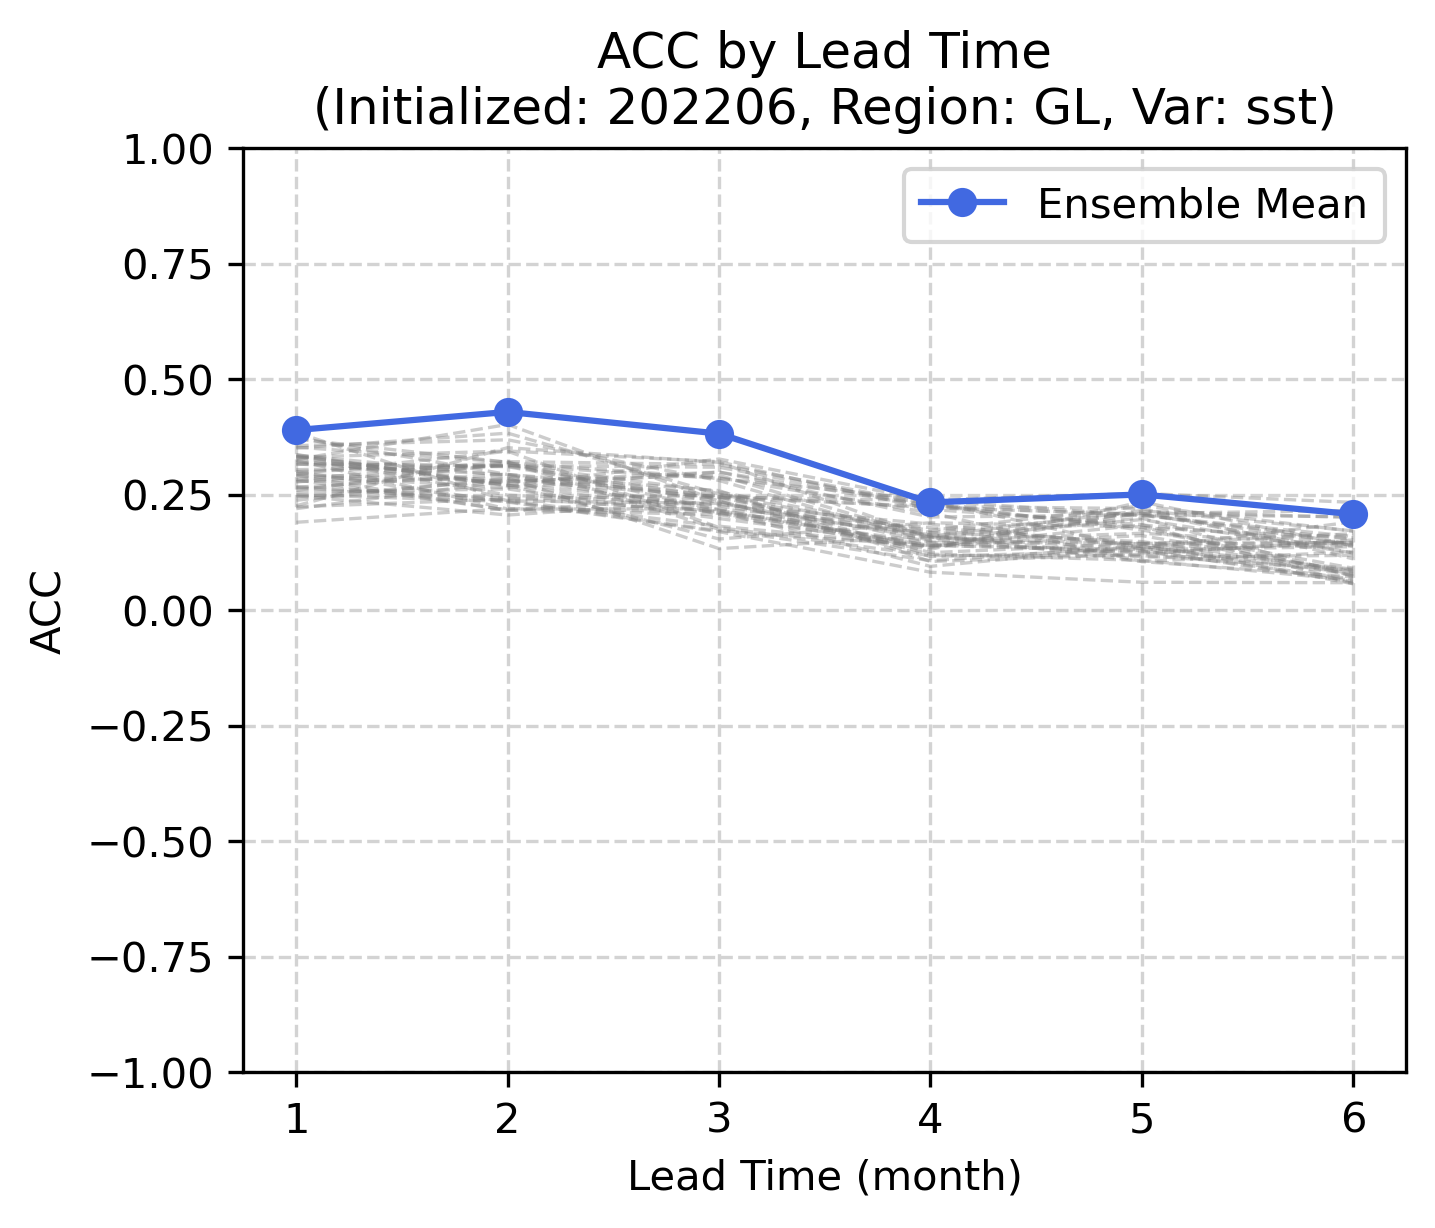 ACC by Lead Time
(Initialized: 202206, Region: GL, Var: sst)
Ensemble Mean
1.00
0.75
0.50
0.25
0.00
−0.25
−0.50
−0.75
−1.00
ACC
1 2 3 4 5 6
Lead Time (month)